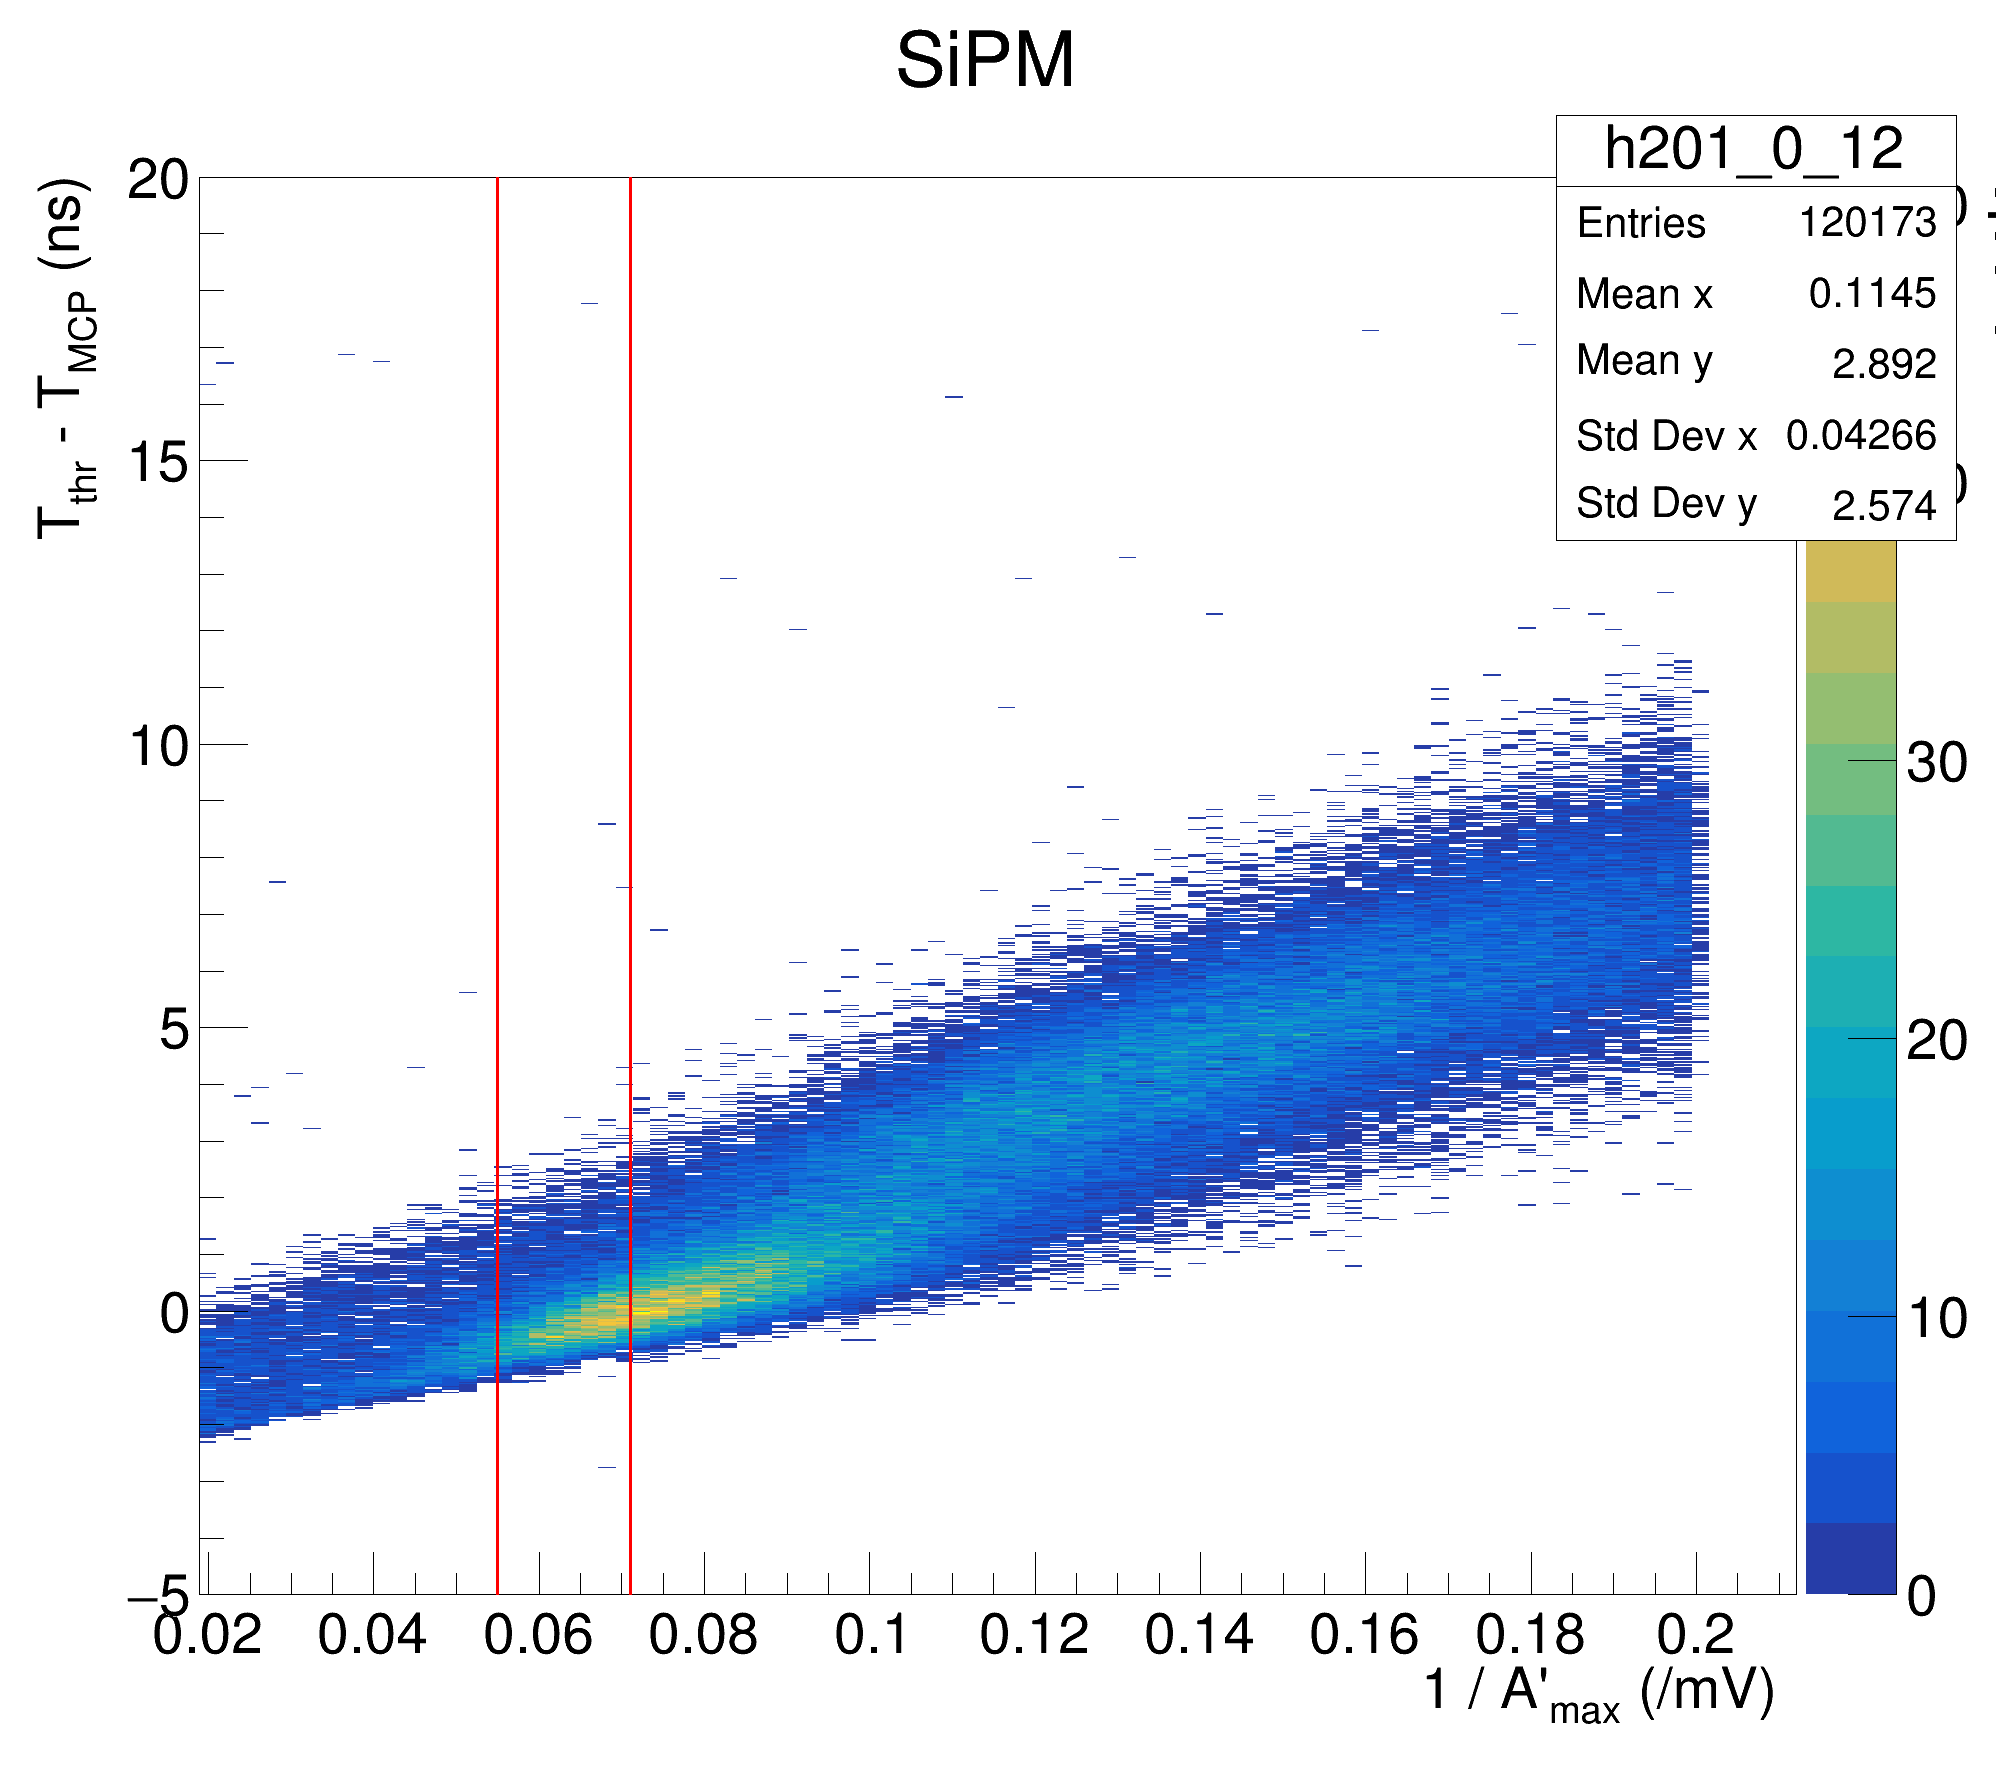 SiPM
h201_0_12
Entries 120173
Mean x 0.1145
Mean y 2.892
Std Dev x 0.04266
Std Dev y 2.574
T_thr - T_MCP (ns)
20
15
10
5
0
−5
0.02 0.04 0.06 0.08 0.1 0.12 0.14 0.16 0.18 0.2
1 / A'_max (/mV)
30
20
10
0